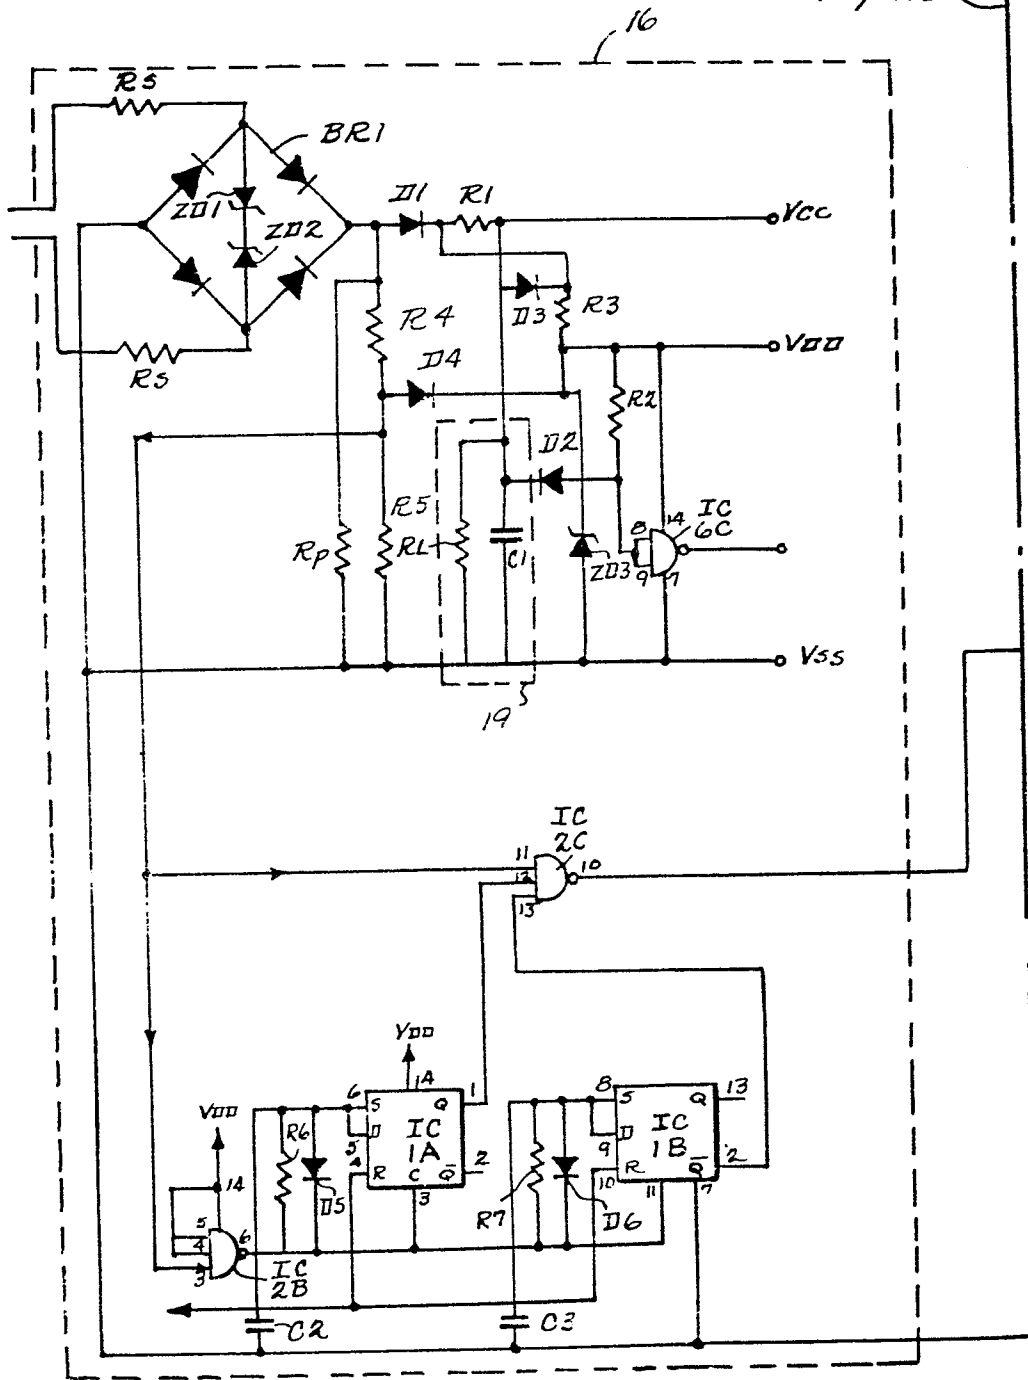 16
RS
BR1
ZD1
ZD2
RS
D1
R1
VCC
D3
R3
R4
D4
VDD
R2
D2
R5
RP
RL
C1
ZD3
8
9
14
7
IC
6C
VSS
19
IC
2C
11
12
13
10
VDD
14
6
S
Q
1
5
D
IC
1A
4
R
C
Q̅
2
3
R6
D5
VDD
14
5
4
3
6
IC
2B
C2
8
S
Q
13
9
D
IC
1B
10
R
Q̅
2
11
7
R7
D6
C3